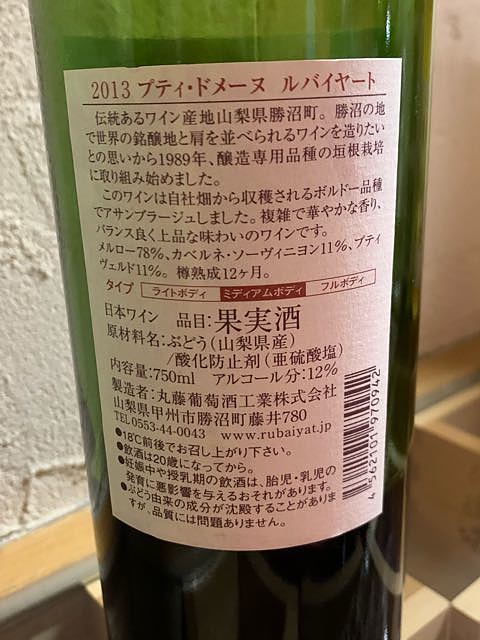 2013 プティ・ドメーヌ ルバイヤート
伝統あるワイン産地山梨県勝沼町。勝沼の地
で世界の銘醸地と肩を並べられるワインを造りたい
との思いから1989年、醸造専用品種の垣根栽培
に取り組み始めました。
このワインは自社畑から収穫されるボルドー品種
でアサンブラージュしました。複雑で華やかな香り、
バランス良く上品な味わいのワインです。
メルロー78%、カベルネ・ソーヴィニヨン11%、プティ
ヴェルド11%。樽熟成12ヶ月。
タイプ ライトボディ ミディアムボディ フルボディ
日本ワイン 品目:果実酒
原材料名:ぶどう(山梨県産)
/酸化防止剤(亜硫酸塩)
内容量:750ml アルコール分:12%
製造者:丸藤葡萄酒工業株式会社
山梨県甲州市勝沼町藤井780
TEL 0553-44-0043 www.rubaiyat.jp
●18℃前後でお召し上がり下さい。
●飲酒は20歳になってから。
●妊娠中や授乳期の飲酒は、胎児・乳児の
発育に悪影響を与えるおそれがあります。
●ぶどう由来の成分が沈殿することがありま
すが、品質には問題ありません。
4562101970942